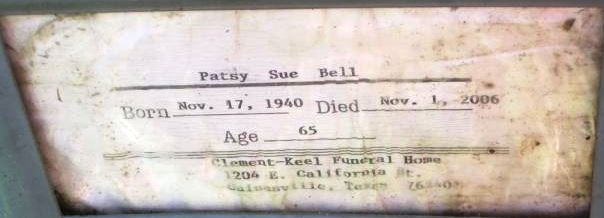 Patsy Sue Bell
Born Nov. 17, 1940 Died Nov. 1, 2006
Age 65
Clement-Keel Funeral Home
1204 E. California St.
Gainesville, Texas 76240